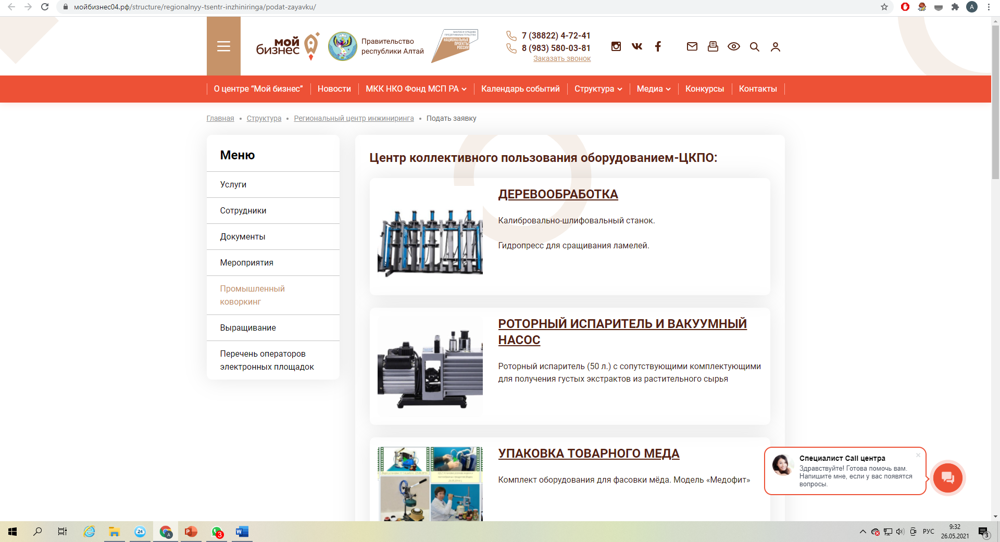 мойбизнес04.рф/structure/regionalnyy-tsentr-inzhiniringa/podat-zayavku/
A
мой
бизнес
Правительство
республики Алтай
МАЛОЕ И СРЕДНЕЕ
ПРЕДПРИНИМАТЕЛЬСТВО
НАЦИОНАЛЬНЫЕ
ПРОЕКТЫ
РОССИИ
7 (38822) 4-72-41
8 (983) 580-03-81
Заказать звонок
О центре “Мой бизнес”
Новости
МКК НКО Фонд МСП РА
Календарь событий
Структура
Медиа
Конкурсы
Контакты
Главная • Структура • Региональный центр инжиниринга • Подать заявку
Меню
Услуги
Сотрудники
Документы
Мероприятия
Промышленный
коворкинг
Выращивание
Перечень операторов
электронных площадок
Центр коллективного пользования оборудованием-ЦКПО:
ДЕРЕВООБРАБОТКА
Калибровально-шлифовальный станок.
Гидропресс для сращивания ламелей.
РОТОРНЫЙ ИСПАРИТЕЛЬ И ВАКУУМНЫЙ
НАСОС
Роторный испаритель (50 л.) с сопутствующими комплектующими
для получения густых экстрактов из растительного сырья
УПАКОВКА ТОВАРНОГО МЕДА
Комплект оборудования для фасовки мёда. Модель «Медофит»
Специалист Call центра
Здравствуйте! Готова помочь вам.
Напишите мне, если у вас появятся
вопросы.
24
A
3
РУС
9:32
26.05.2021
3